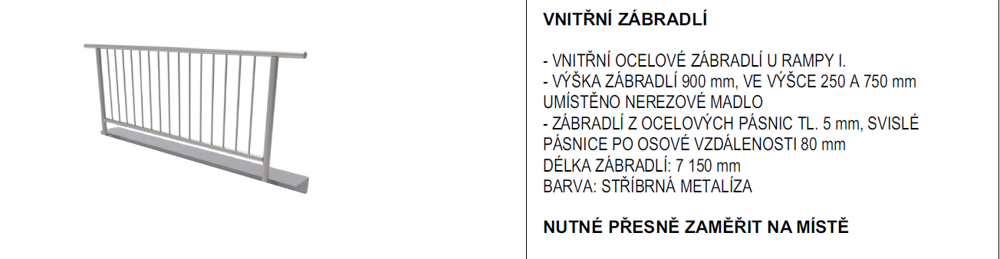 VNITŘNÍ ZÁBRADLÍ
- VNITŘNÍ OCELOVÉ ZÁBRADLÍ U RAMPY I.
- VÝŠKA ZÁBRADLÍ 900 mm, VE VÝŠCE 250 A 750 mm
UMÍSTĚNO NEREZOVÉ MADLO
- ZÁBRADLÍ Z OCELOVÝCH PÁSNIC TL. 5 mm, SVISLÉ
PÁSNICE PO OSOVÉ VZDÁLENOSTI 80 mm
DÉLKA ZÁBRADLÍ: 7 150 mm
BARVA: STŘÍBRNÁ METALÍZA
NUTNÉ PŘESNĚ ZAMĚŘIT NA MÍSTĚ